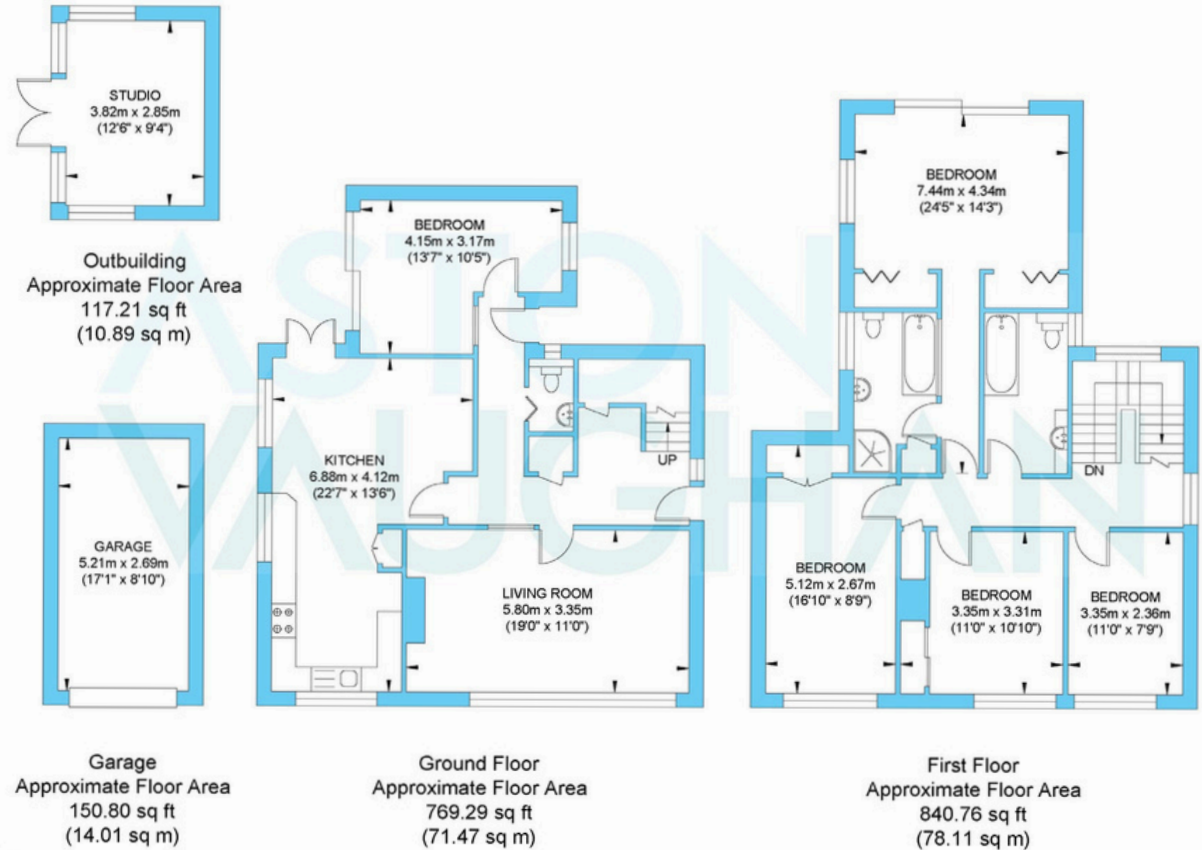 STUDIO
3.82m x 2.85m
(12'6" x 9'4")
Outbuilding
Approximate Floor Area
117.21 sq ft
(10.89 sq m)
GARAGE
5.21m x 2.69m
(17'1" x 8'10")
Garage
Approximate Floor Area
150.80 sq ft
(14.01 sq m)
BEDROOM
4.15m x 3.17m
(13'7" x 10'5")
KITCHEN
6.88m x 4.12m
(22'7" x 13'6")
UP
LIVING ROOM
5.80m x 3.35m
(19'0" x 11'0")
Ground Floor
Approximate Floor Area
769.29 sq ft
(71.47 sq m)
BEDROOM
7.44m x 4.34m
(24'5" x 14'3")
DN
BEDROOM
5.12m x 2.67m
(16'10" x 8'9")
BEDROOM
3.35m x 3.31m
(11'0" x 10'10")
BEDROOM
3.35m x 2.36m
(11'0" x 7'9")
First Floor
Approximate Floor Area
840.76 sq ft
(78.11 sq m)
ASTON
VAUGHAN